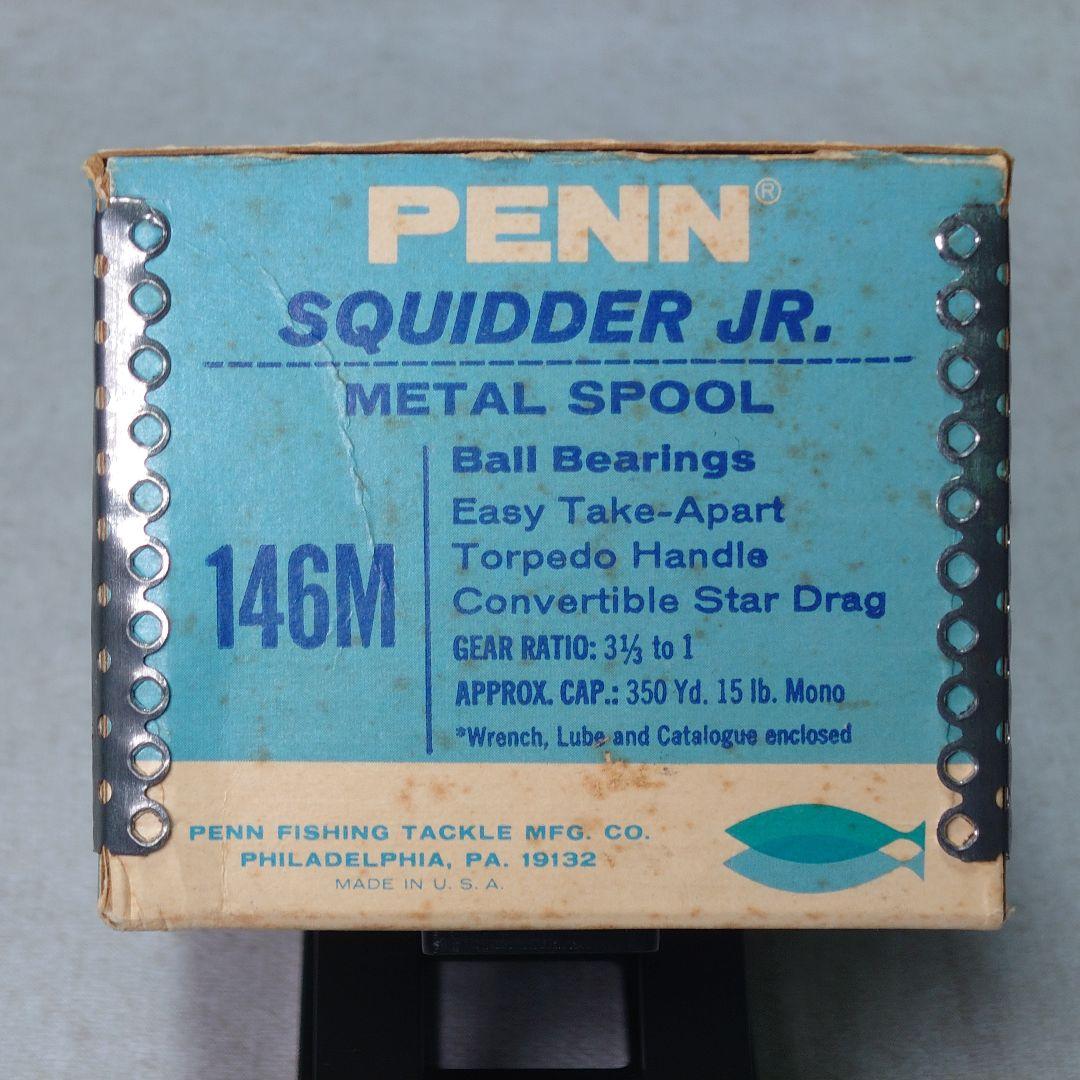 PENN®
SQUIDDER JR.
METAL SPOOL
146M
Ball Bearings
Easy Take-Apart
Torpedo Handle
Convertible Star Drag
GEAR RATIO: 3⅓ to 1
APPROX. CAP.: 350 Yd. 15 lb. Mono
*Wrench, Lube and Catalogue enclosed
PENN FISHING TACKLE MFG. CO.
PHILADELPHIA, PA. 19132
MADE IN U. S. A.